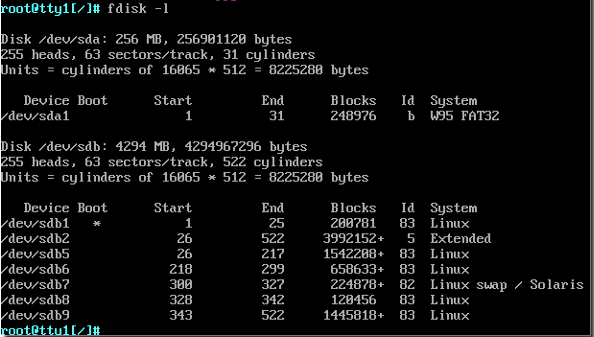 root@tty1[/]# fdisk -l
Disk /dev/sda: 256 MB, 256901120 bytes
255 heads, 63 sectors/track, 31 cylinders
Units = cylinders of 16065 * 512 = 8225280 bytes
Device Boot Start End Blocks Id System
/dev/sda1 1 31 248976 b W95 FAT32
Disk /dev/sdb: 4294 MB, 4294967296 bytes
255 heads, 63 sectors/track, 522 cylinders
Units = cylinders of 16065 * 512 = 8225280 bytes
Device Boot Start End Blocks Id System
/dev/sdb1 * 1 25 200781 83 Linux
/dev/sdb2 26 522 3992152+ 5 Extended
/dev/sdb5 26 217 1542208+ 83 Linux
/dev/sdb6 218 299 658633+ 83 Linux
/dev/sdb7 300 327 224878+ 82 Linux swap / Solaris
/dev/sdb8 328 342 120456 83 Linux
/dev/sdb9 343 522 1445818+ 83 Linux
root@tty1[/]#